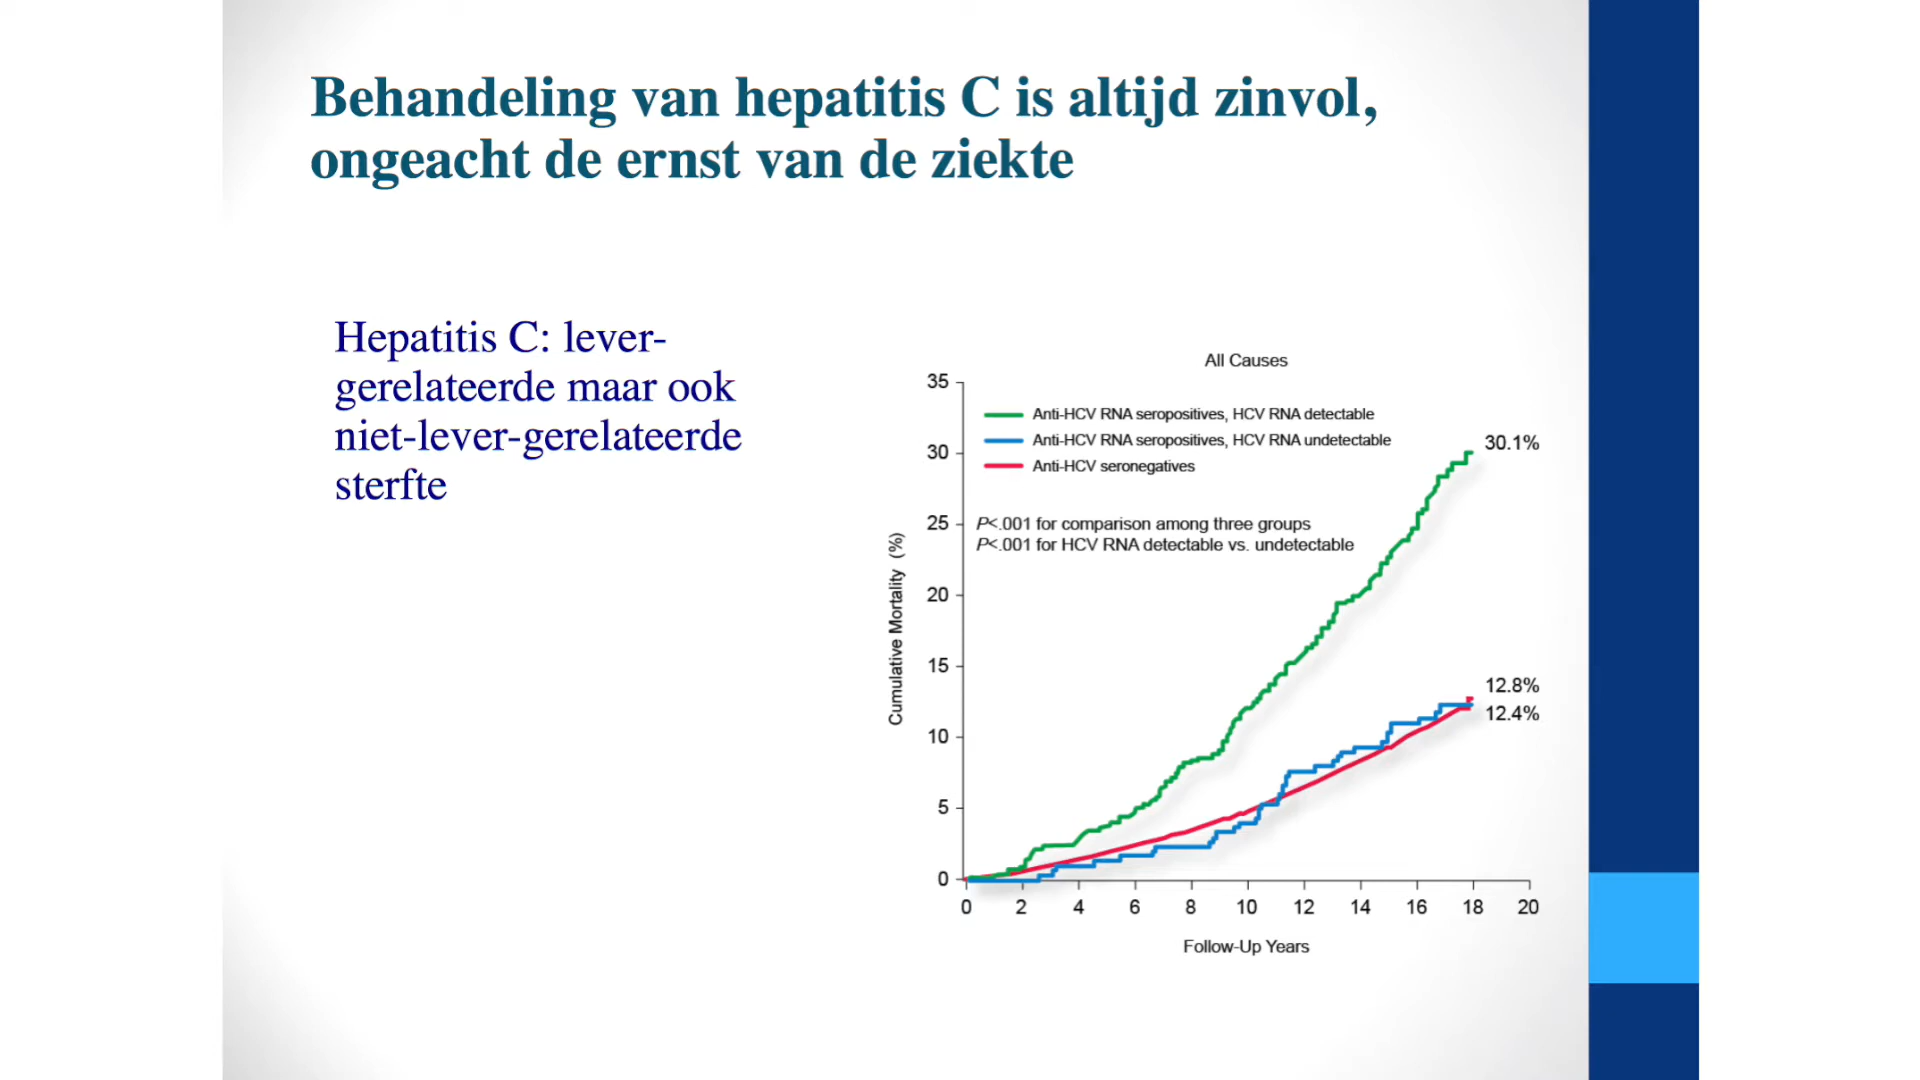 Behandeling van hepatitis C is altijd zinvol,
ongeacht de ernst van de ziekte
Hepatitis C: lever-
gerelateerde maar ook
niet-lever-gerelateerde
sterfte
All Causes
35
30
25
20
15
10
5
0
Cumulative Mortality (%)
Anti-HCV RNA seropositives, HCV RNA detectable
Anti-HCV RNA seropositives, HCV RNA undetectable
Anti-HCV seronegatives
P<.001 for comparison among three groups
P<.001 for HCV RNA detectable vs. undetectable
30.1%
12.8%
12.4%
0 2 4 6 8 10 12 14 16 18 20
Follow-Up Years